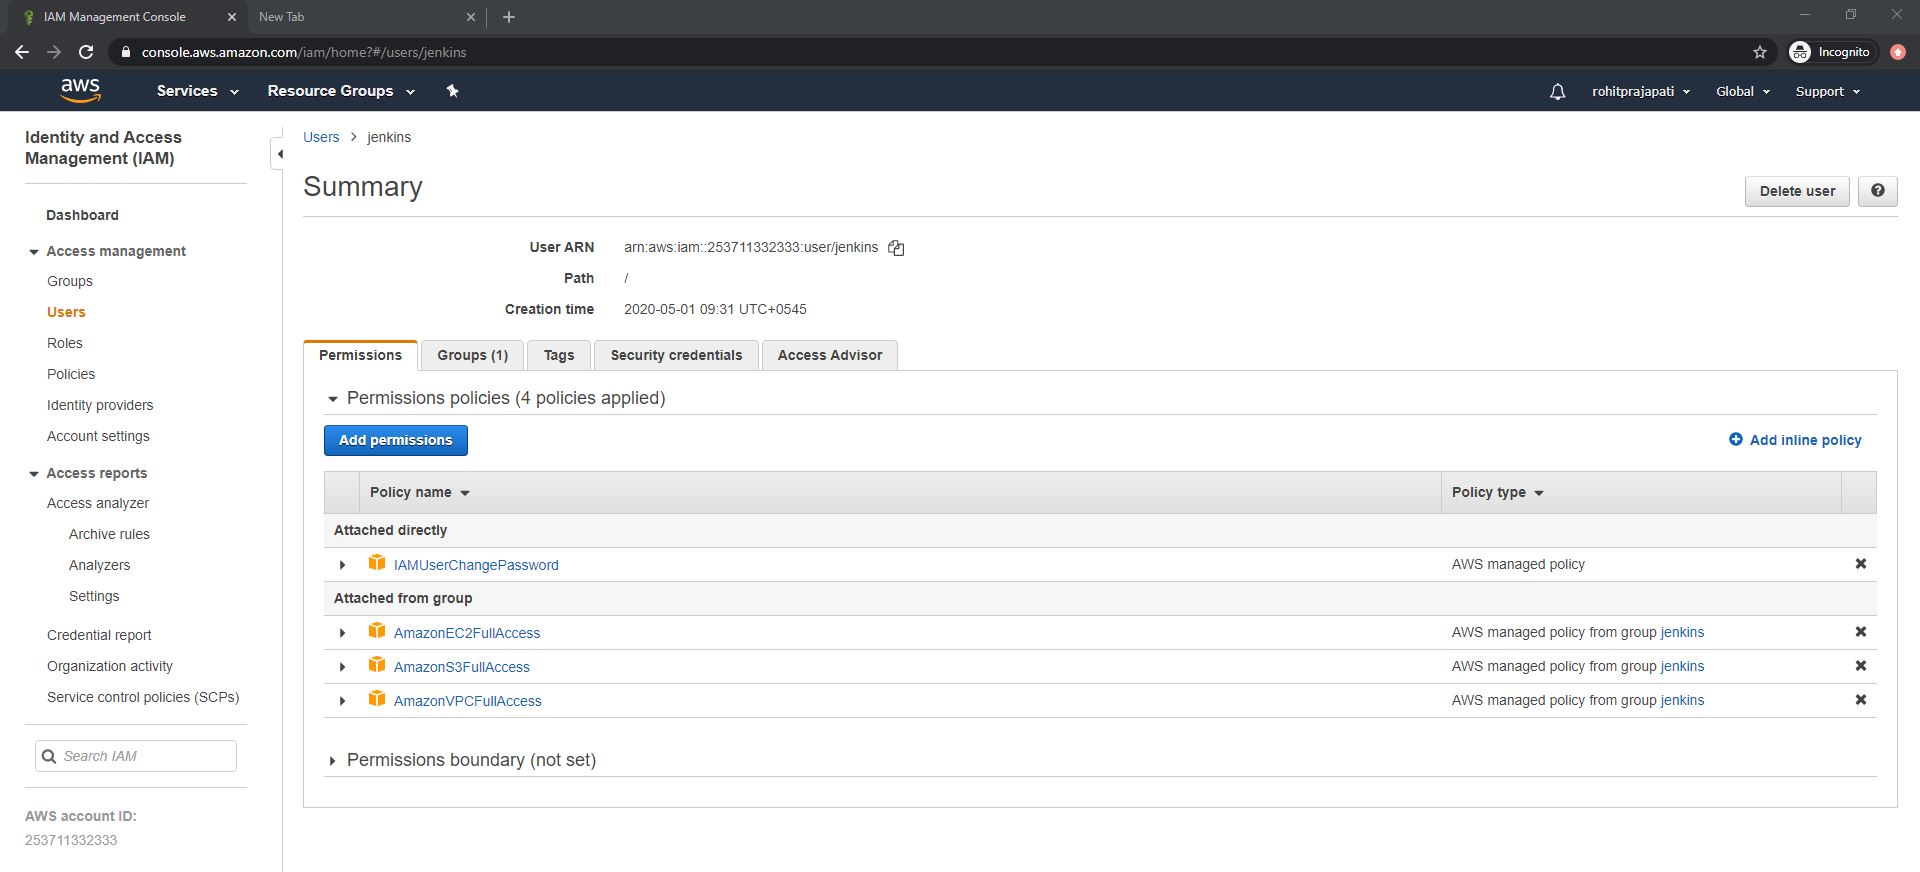 IAM Management Console
New Tab
console.aws.amazon.com/iam/home?#/users/jenkins
Incognito
aws
Services
Resource Groups
rohitprajapati
Global
Support
Identity and Access
Management (IAM)
Dashboard
Access management
Groups
Users
Roles
Policies
Identity providers
Account settings
Access reports
Access analyzer
Archive rules
Analyzers
Settings
Credential report
Organization activity
Service control policies (SCPs)
Search IAM
AWS account ID:
253711332333
Users > jenkins
Summary
Delete user
User ARN arn:aws:iam::253711332333:user/jenkins
Path /
Creation time 2020-05-01 09:31 UTC+0545
Permissions
Groups (1)
Tags
Security credentials
Access Advisor
Permissions policies (4 policies applied)
Add permissions
Add inline policy
Policy name Policy type
Attached directly
IAMUserChangePassword AWS managed policy
Attached from group
AmazonEC2FullAccess AWS managed policy from group jenkins
AmazonS3FullAccess AWS managed policy from group jenkins
AmazonVPCFullAccess AWS managed policy from group jenkins
Permissions boundary (not set)